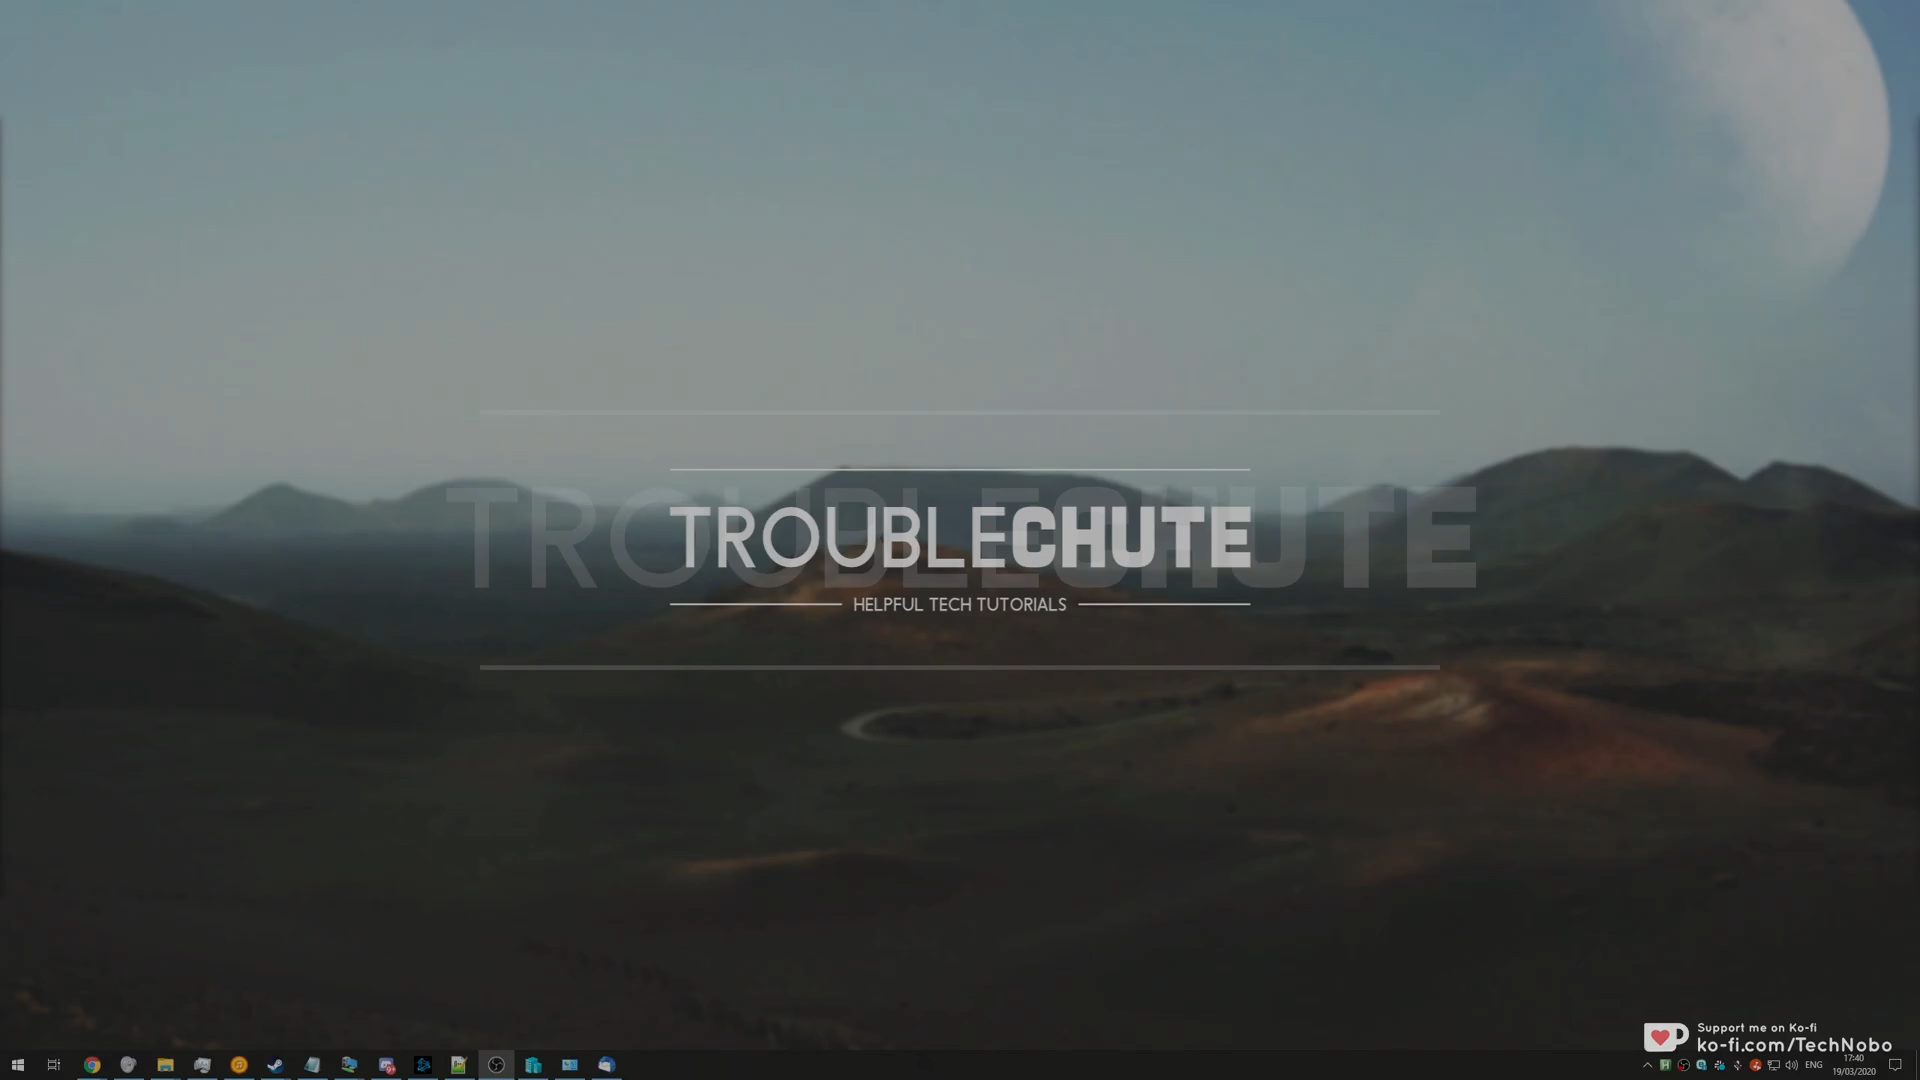 TROUBLECHUTE
TROUBLECHUTE
HELPFUL TECH TUTORIALS
Support me on Ko-fi
ko-fi.com/TechNobo
17:40
ENG
19/03/2020